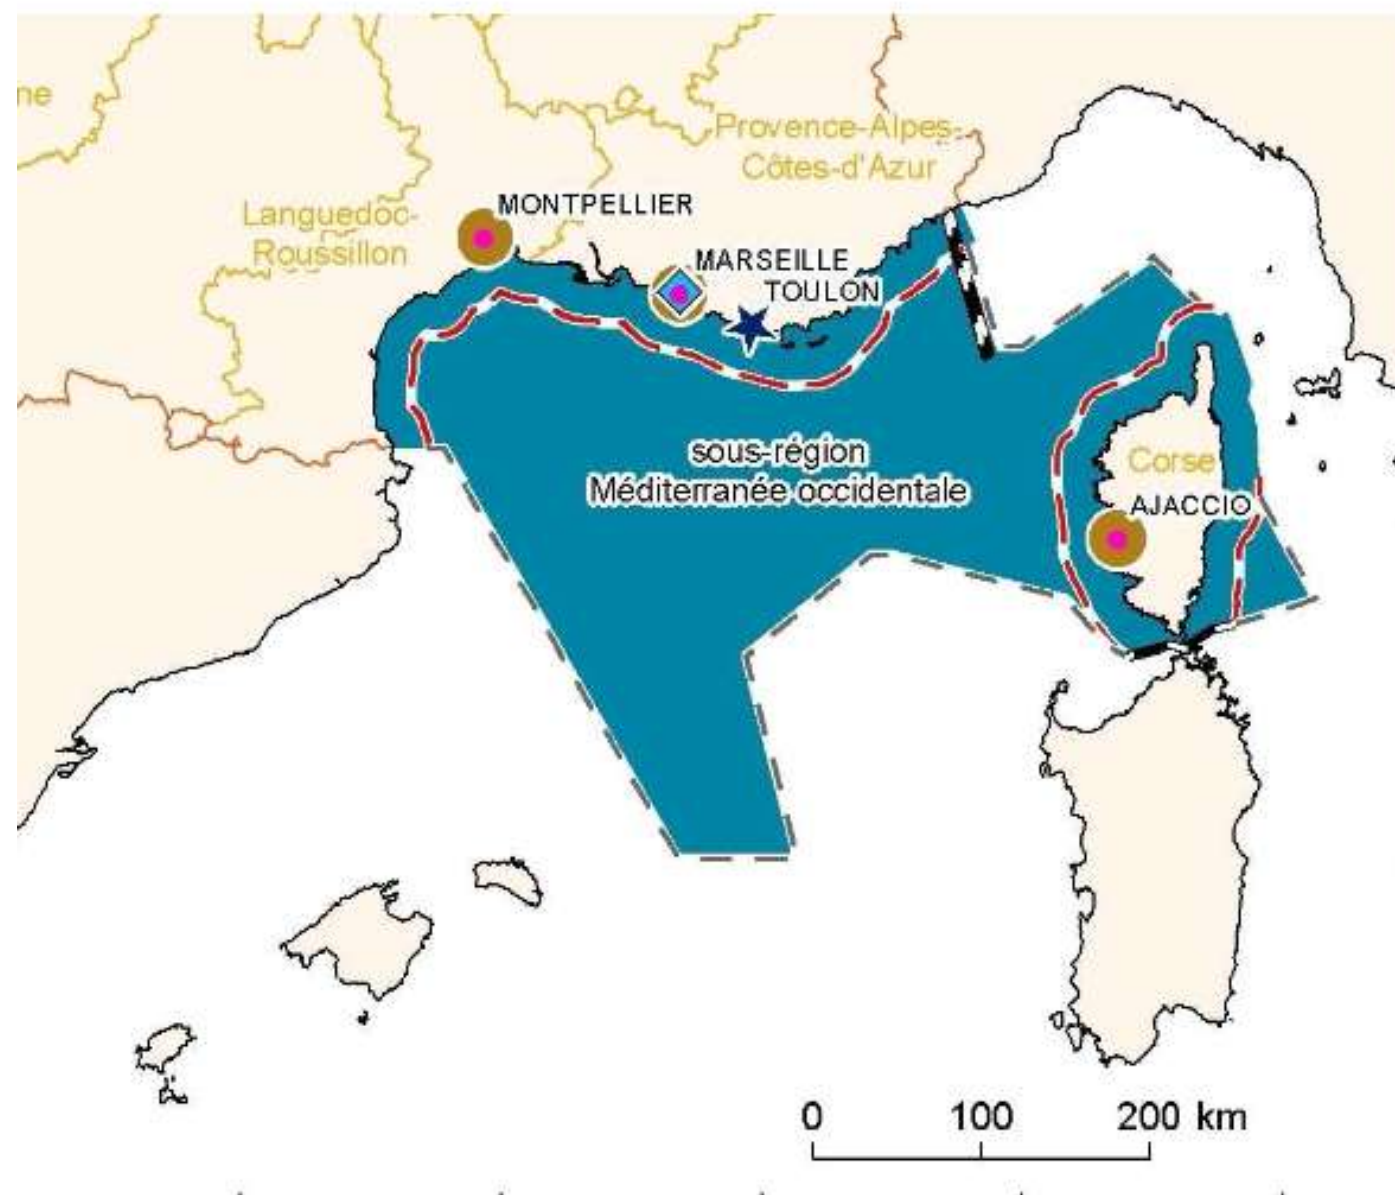 ne
Provence-Alpes-
Côtes-d'Azur
Languedoc-
Roussillon
MONTPELLIER
MARSEILLE
TOULON
sous-région
Méditerranée occidentale
Corse
AJACCIO
0 100 200 km